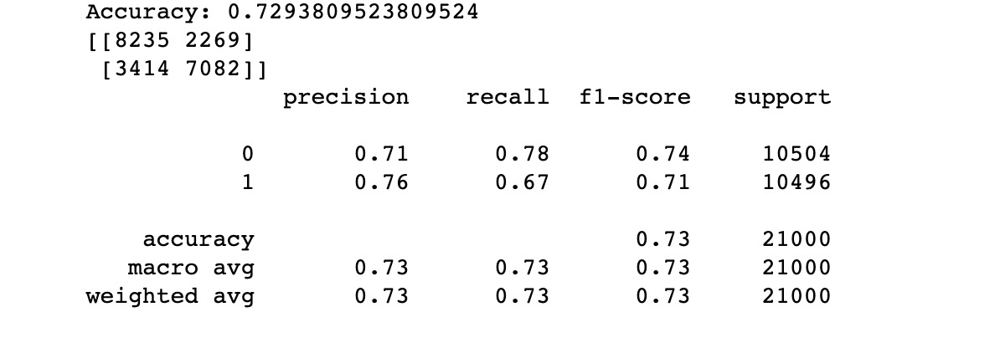 Accuracy: 0.7293809523809524
[[8235 2269]
[3414 7082]]
precision recall f1-score support
0 0.71 0.78 0.74 10504
1 0.76 0.67 0.71 10496
accuracy 0.73 21000
macro avg 0.73 0.73 0.73 21000
weighted avg 0.73 0.73 0.73 21000